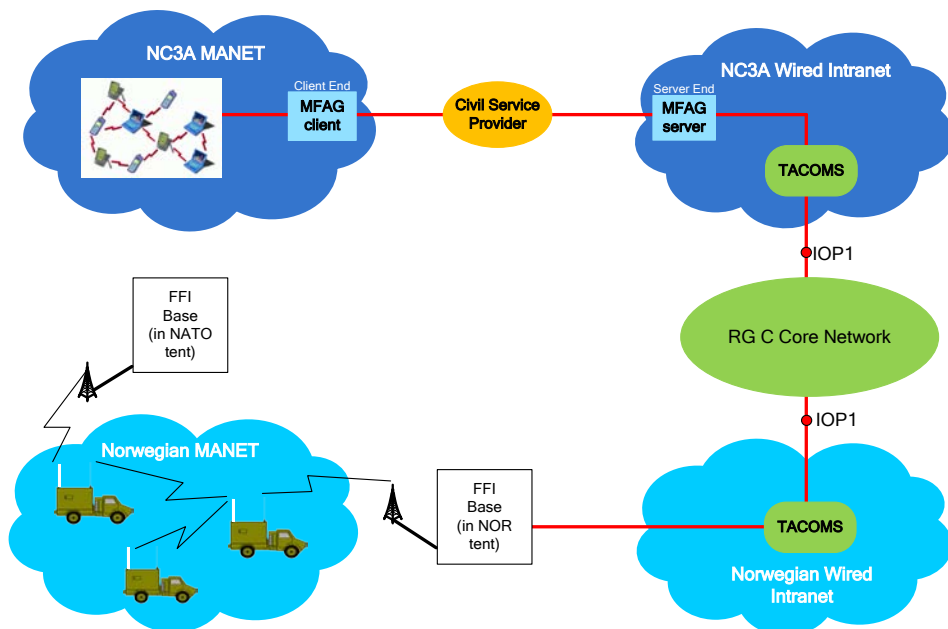 NC3A MANET
Client End
MFAG
client
Civil Service
Provider
NC3A Wired Intranet
Server End
MFAG
server
TACOMS
IOP1
RG C Core Network
IOP1
FFI
Base
(in NATO
tent)
Norwegian MANET
FFI
Base
(in NOR
tent)
TACOMS
Norwegian Wired
Intranet